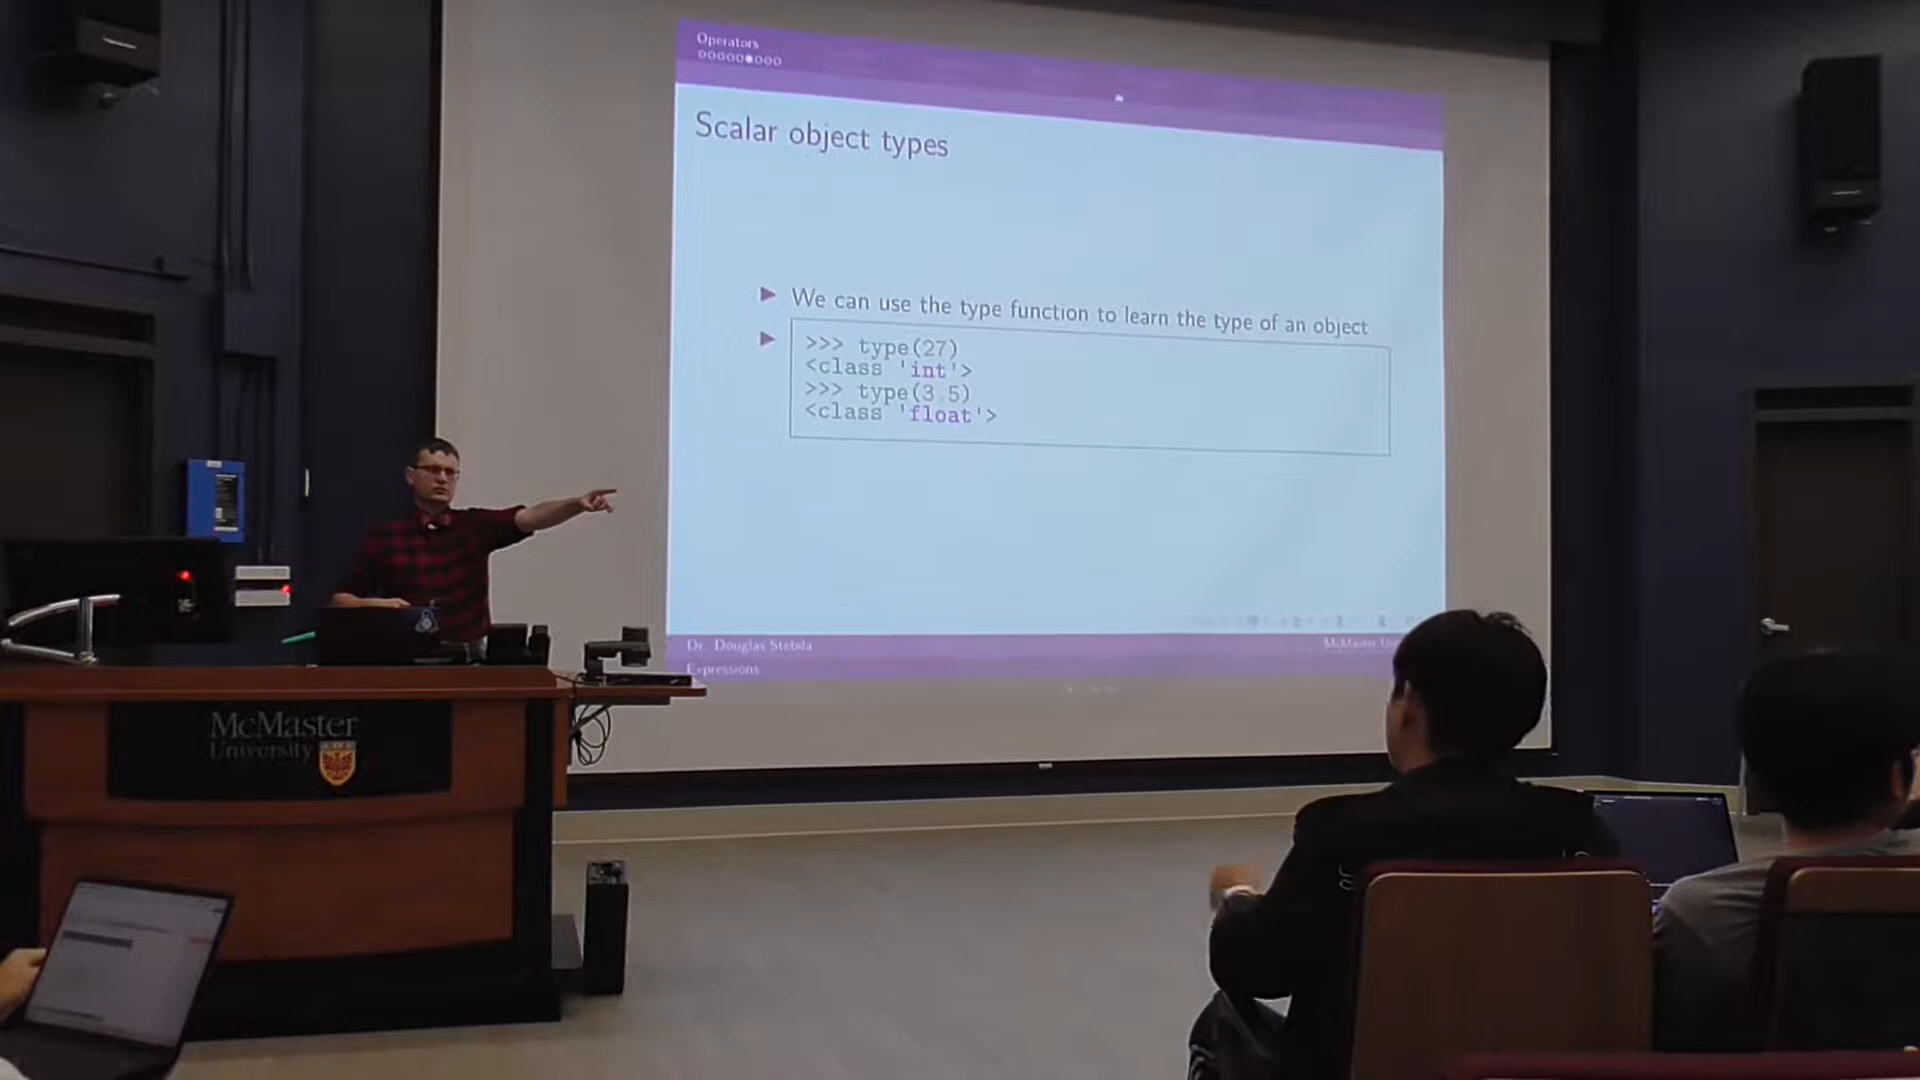 Operators
Scalar object types
▶ We can use the type function to learn the type of an object
▶ >>> type(27)
<class 'int'>
>>> type(3.5)
<class 'float'>
Dr. Douglas Stebila
McMaster
Expressions
McMaster
University